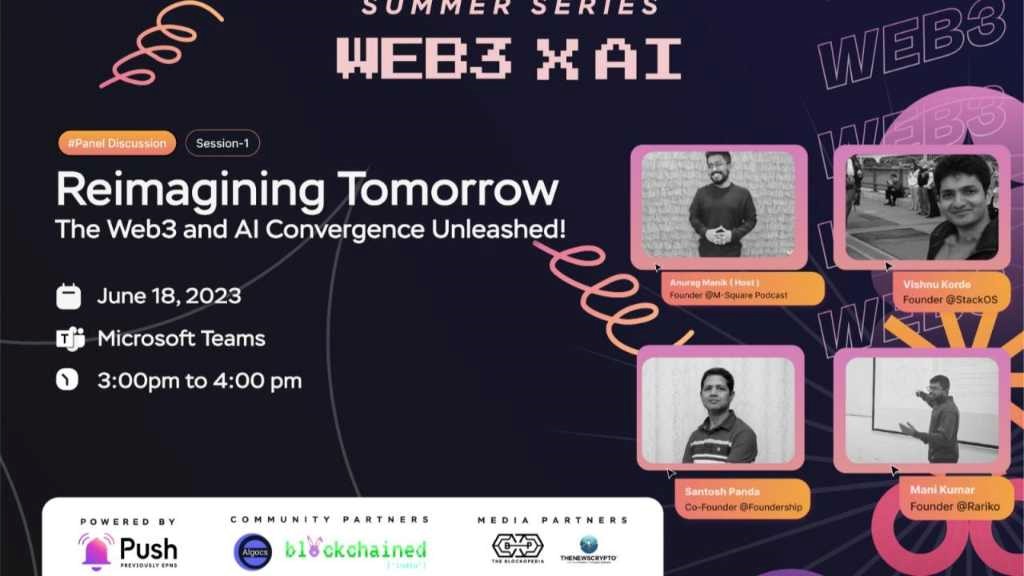 SUMMER SERIES
WEB3 X AI
#Panel Discussion
Session-1
Reimagining Tomorrow
The Web3 and AI Convergence Unleashed!
June 18, 2023
Microsoft Teams
3:00pm to 4:00 pm
WEB3
WEB3
WEB3
Anurag Manik ( Host )
Founder @M-Square Podcast
Vishnu Korde
Founder @StackOS
Santosh Panda
Co-Founder @Foundership
Mani Kumar
Founder @Rariko
POWERED BY
Push
PREVIOUSLY EPNS
COMMUNITY PARTNERS
Algocs
blockchained
['india']
MEDIA PARTNERS
THE BLOCKOPEDIA
THENEWSCRYPTO